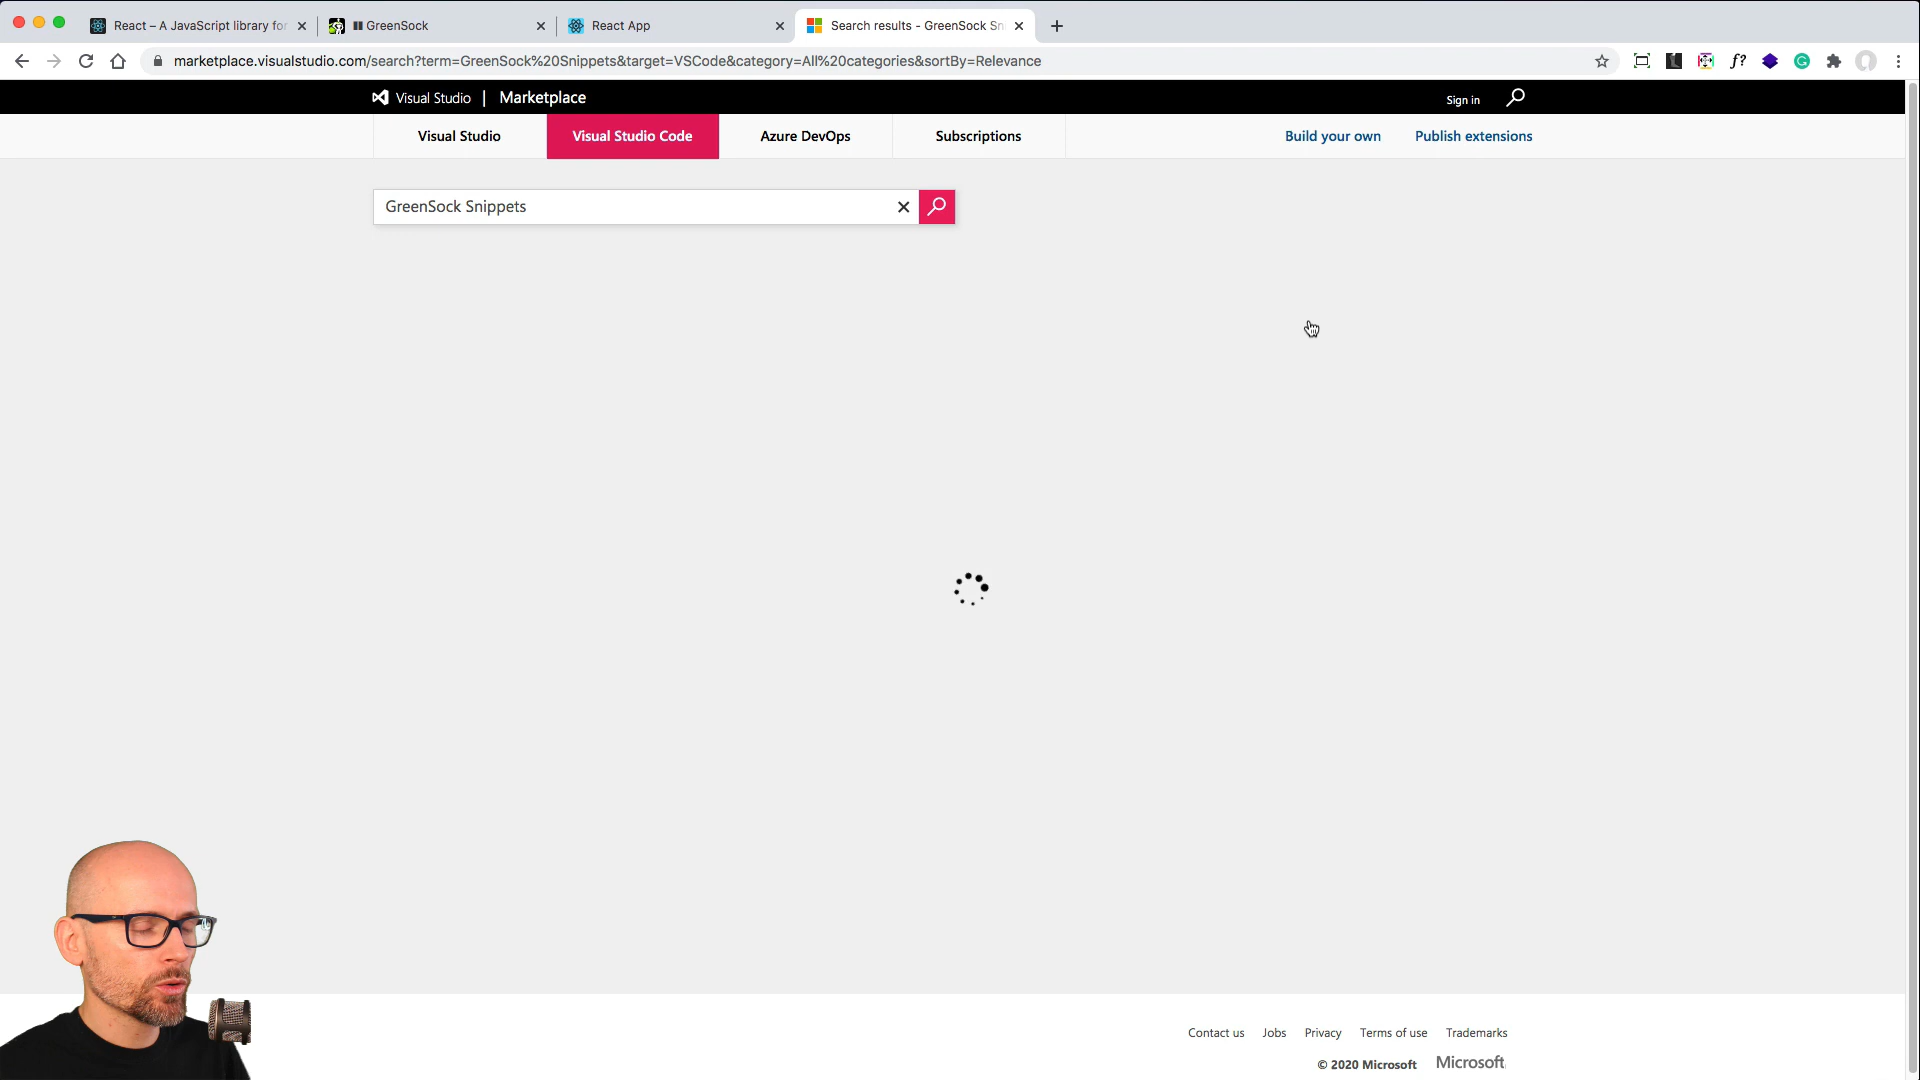 React – A JavaScript library for
GreenSock
React App
Search results - GreenSock Sn
marketplace.visualstudio.com/search?term=GreenSock%20Snippets&target=VSCode&category=All%20categories&sortBy=Relevance
f?
Visual Studio | Marketplace
Sign in
Visual Studio
Visual Studio Code
Azure DevOps
Subscriptions
Build your own
Publish extensions
GreenSock Snippets
Contact us
Jobs
Privacy
Terms of use
Trademarks
© 2020 Microsoft
Microsoft